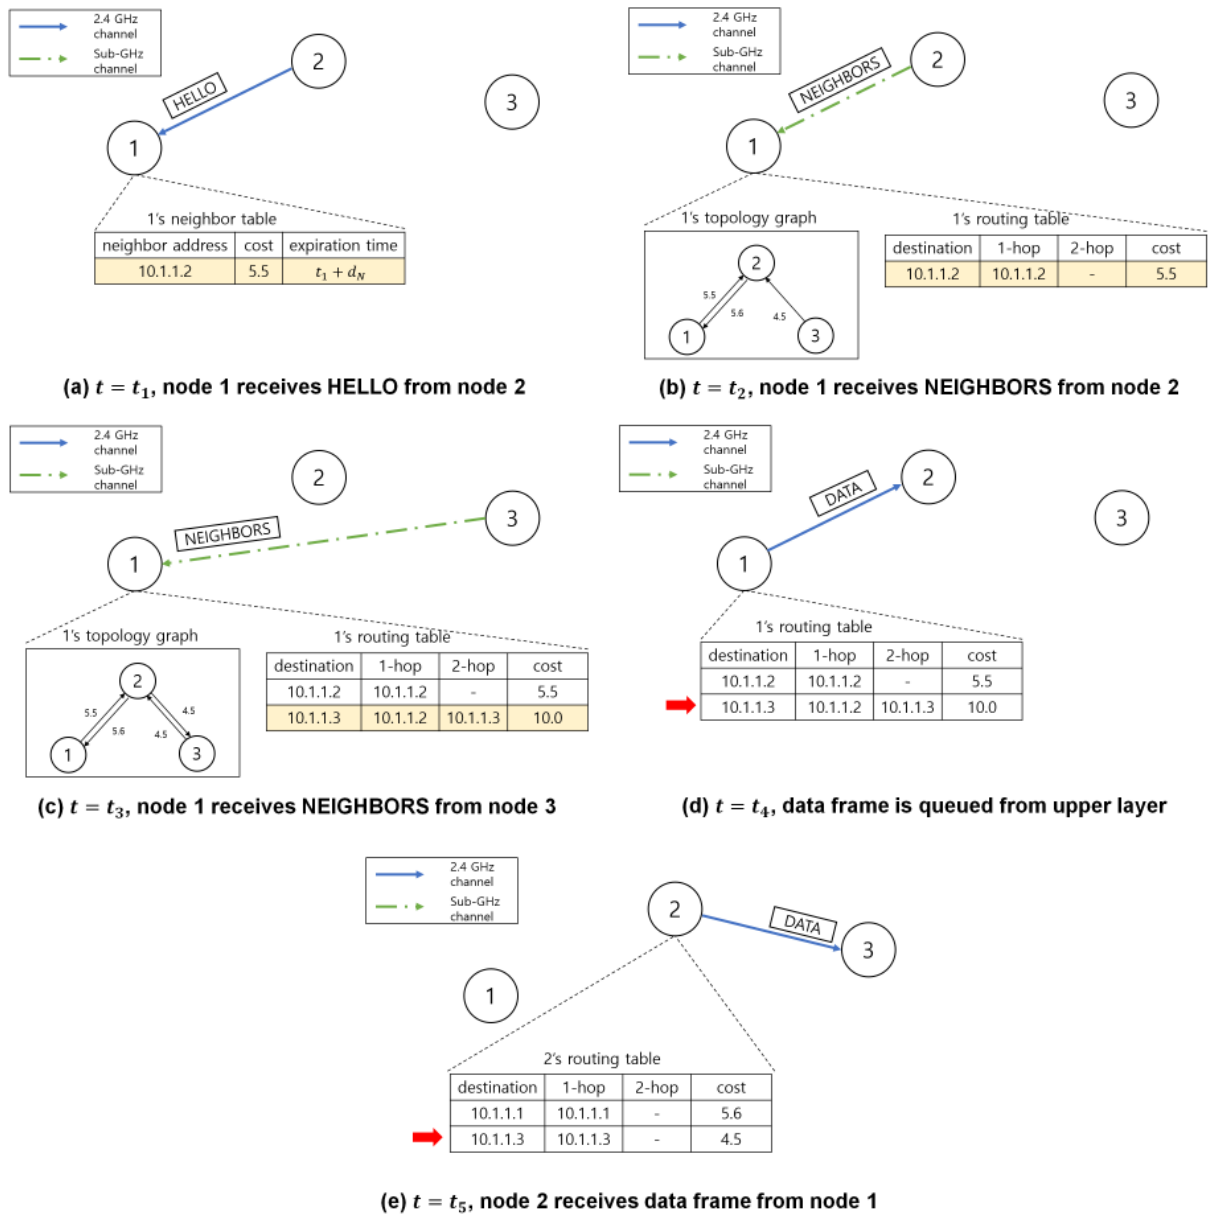 2.4 GHz
channel
Sub-GHz
channel
2
HELLO
3
1
1's neighbor table
neighbor address cost expiration time
10.1.1.2 5.5 t₁ + d_N
(a) t = t₁, node 1 receives HELLO from node 2
2.4 GHz
channel
Sub-GHz
channel
2
NEIGHBORS
3
1
1's topology graph
2
5.5
5.6
4.5
1
3
1's routing table
destination 1-hop 2-hop cost
10.1.1.2 10.1.1.2 - 5.5
(b) t = t₂, node 1 receives NEIGHBORS from node 2
2.4 GHz
channel
Sub-GHz
channel
2
3
NEIGHBORS
1
1's topology graph
2
5.5
4.5
5.6
4.5
1
3
1's routing table
destination 1-hop 2-hop cost
10.1.1.2 10.1.1.2 - 5.5
10.1.1.3 10.1.1.2 10.1.1.3 10.0
(c) t = t₃, node 1 receives NEIGHBORS from node 3
2.4 GHz
channel
Sub-GHz
channel
2
DATA
3
1
1's routing table
destination 1-hop 2-hop cost
10.1.1.2 10.1.1.2 - 5.5
10.1.1.3 10.1.1.2 10.1.1.3 10.0
(d) t = t₄, data frame is queued from upper layer
2.4 GHz
channel
Sub-GHz
channel
2
DATA
3
1
2's routing table
destination 1-hop 2-hop cost
10.1.1.1 10.1.1.1 - 5.6
10.1.1.3 10.1.1.3 - 4.5
(e) t = t₅, node 2 receives data frame from node 1